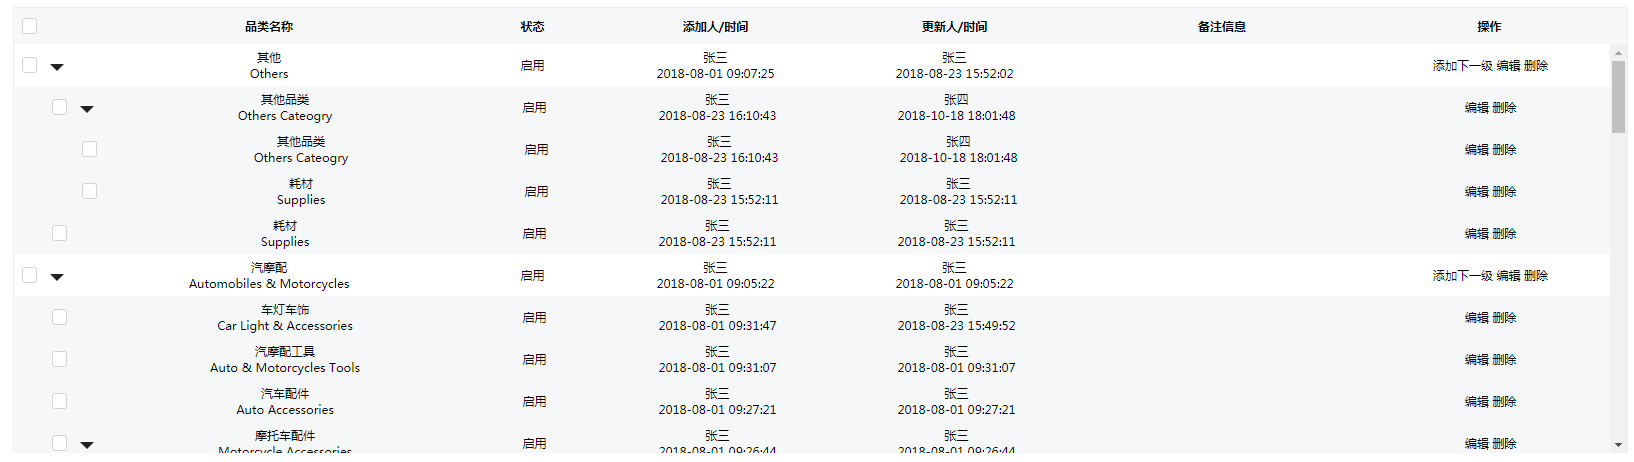 品类名称 状态 添加人/时间 更新人/时间 备注信息 操作
其他 张三 张三
启用 添加下一级 编辑 删除
Others 2018-08-01 09:07:25 2018-08-23 15:52:02
其他品类 张三 张四
启用 编辑 删除
Others Cateogry 2018-08-23 16:10:43 2018-10-18 18:01:48
其他品类 张三 张四
启用 编辑 删除
Others Cateogry 2018-08-23 16:10:43 2018-10-18 18:01:48
耗材 张三 张三
启用 编辑 删除
Supplies 2018-08-23 15:52:11 2018-08-23 15:52:11
耗材 张三 张三
启用 编辑 删除
Supplies 2018-08-23 15:52:11 2018-08-23 15:52:11
汽摩配 张三 张三
启用 添加下一级 编辑 删除
Automobiles & Motorcycles 2018-08-01 09:05:22 2018-08-01 09:05:22
车灯车饰 张三 张三
启用 编辑 删除
Car Light & Accessories 2018-08-01 09:31:47 2018-08-23 15:49:52
汽摩配工具 张三 张三
启用 编辑 删除
Auto & Motorcycles Tools 2018-08-01 09:31:07 2018-08-01 09:31:07
汽车配件 张三 张三
启用 编辑 删除
Auto Accessories 2018-08-01 09:27:21 2018-08-01 09:27:21
摩托车配件 张三 张三
启用 编辑 删除
Motorcycle Accessories 2018-08-01 09:26:44 2018-08-01 09:26:44